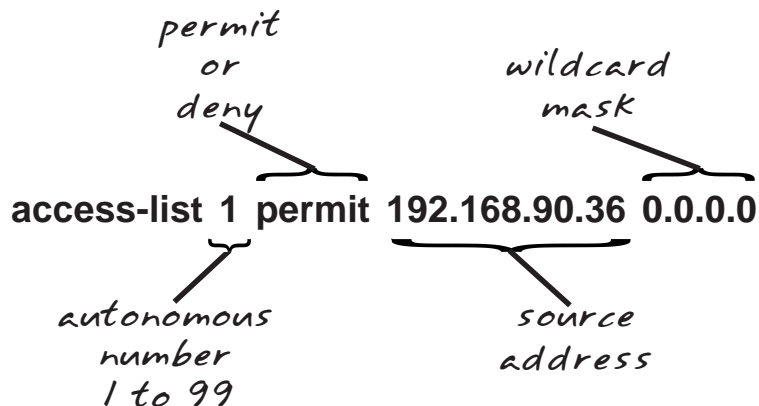 permit
or
deny
wildcard
mask
access-list 1 permit 192.168.90.36 0.0.0.0
autonomous
number
1 to 99
source
address